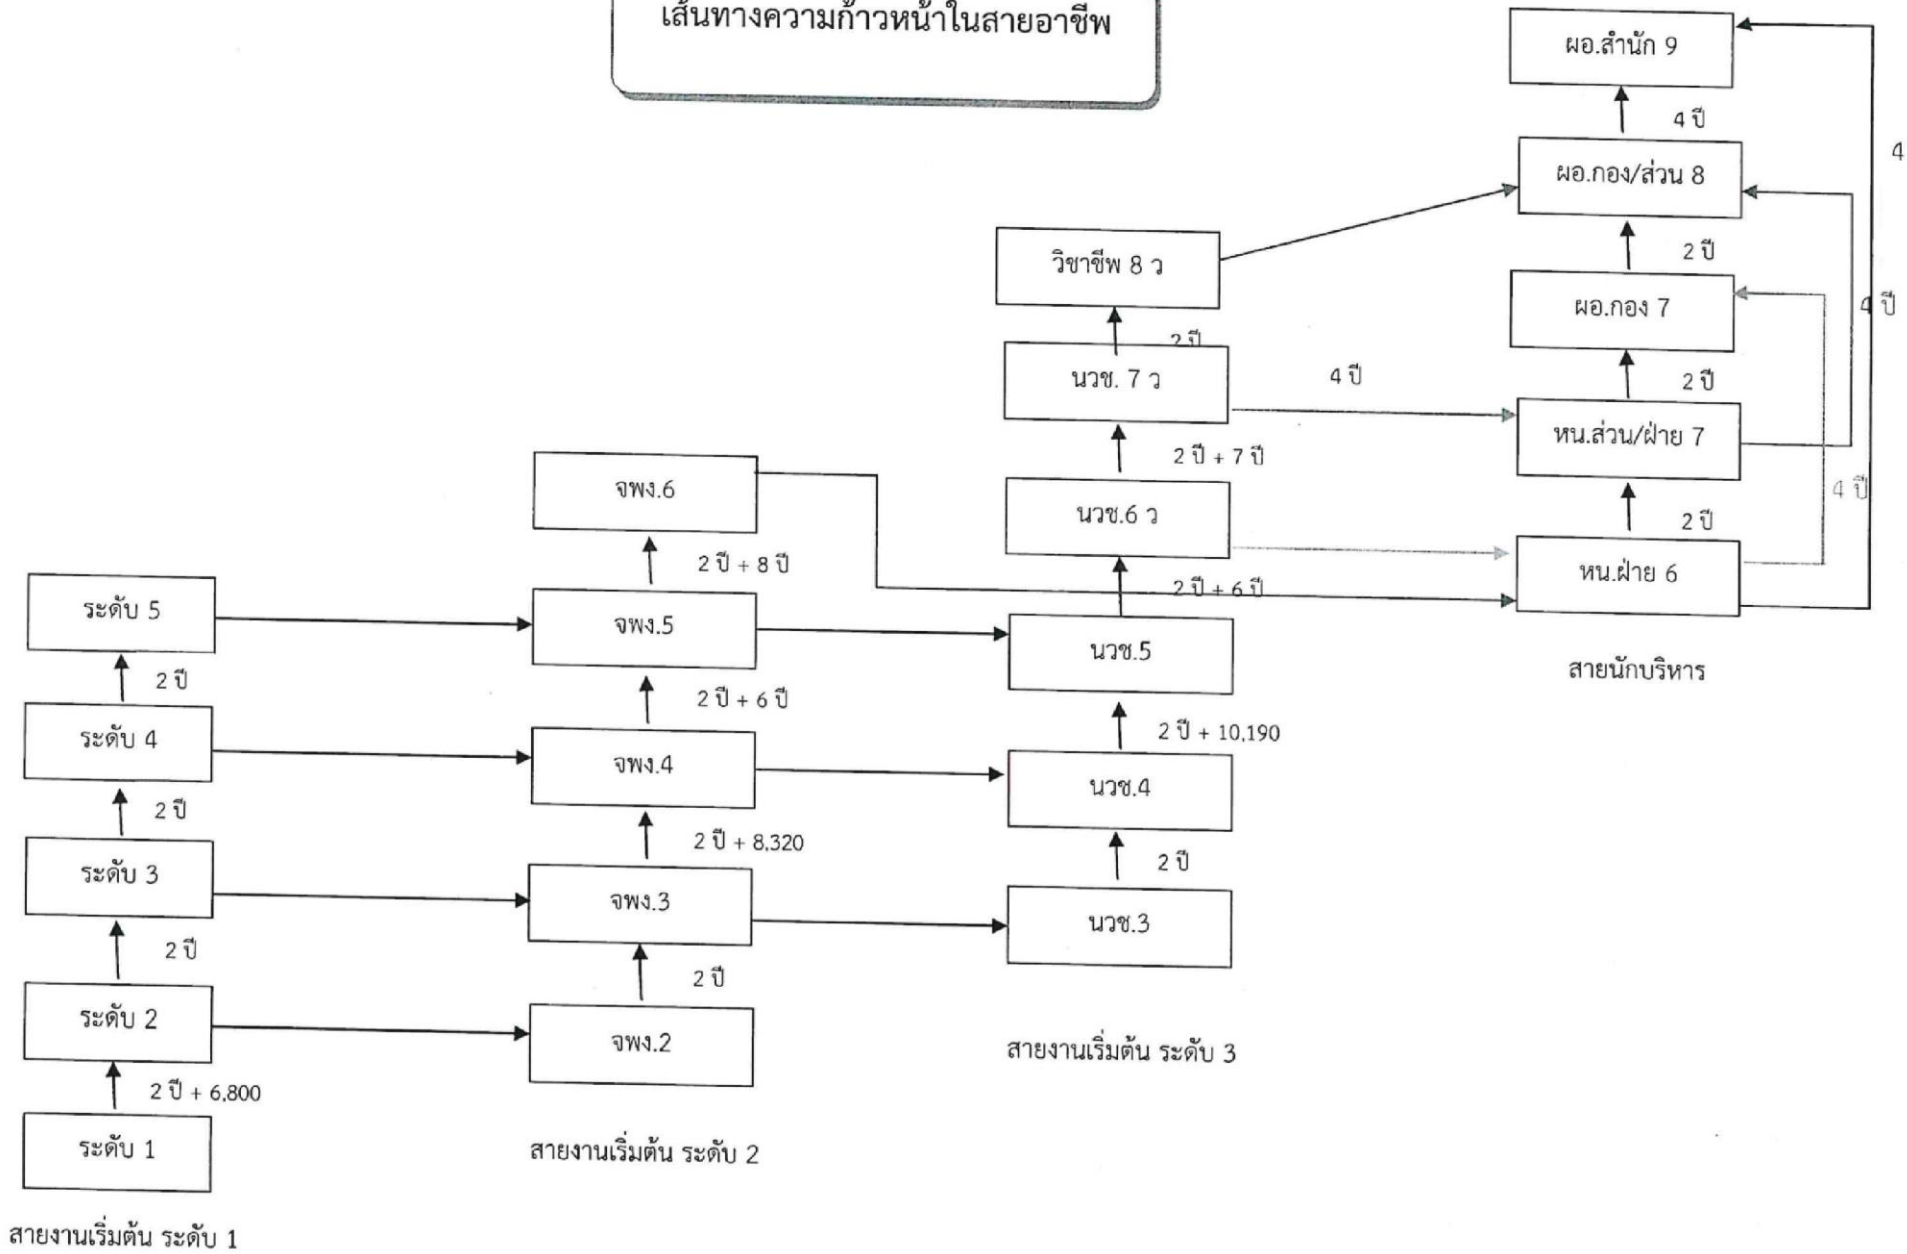 เส้นทางความก้าวหน้าในสายอาชีพ
ผอ.สำนัก 9
4 ปี
4
ผอ.กอง/ส่วน 8
2 ปี
วิชาชีพ 8 ว
ผอ.กอง 7
4 ปี
2 ปี
นวช. 7 ว
4 ปี
2 ปี
หน.ส่วน/ฝ่าย 7
2 ปี + 7 ปี
จพง.6
4 ปี
นวช.6 ว
2 ปี
2 ปี + 8 ปี
หน.ฝ่าย 6
2 ปี + 6 ปี
ระดับ 5
จพง.5
นวช.5
สายนักบริหาร
2 ปี
2 ปี + 6 ปี
2 ปี + 10,190
ระดับ 4
จพง.4
นวช.4
2 ปี
2 ปี + 8,320
2 ปี
ระดับ 3
จพง.3
นวช.3
2 ปี
2 ปี
ระดับ 2
จพง.2
สายงานเริ่มต้น ระดับ 3
2 ปี + 6,800
ระดับ 1
สายงานเริ่มต้น ระดับ 2
สายงานเริ่มต้น ระดับ 1